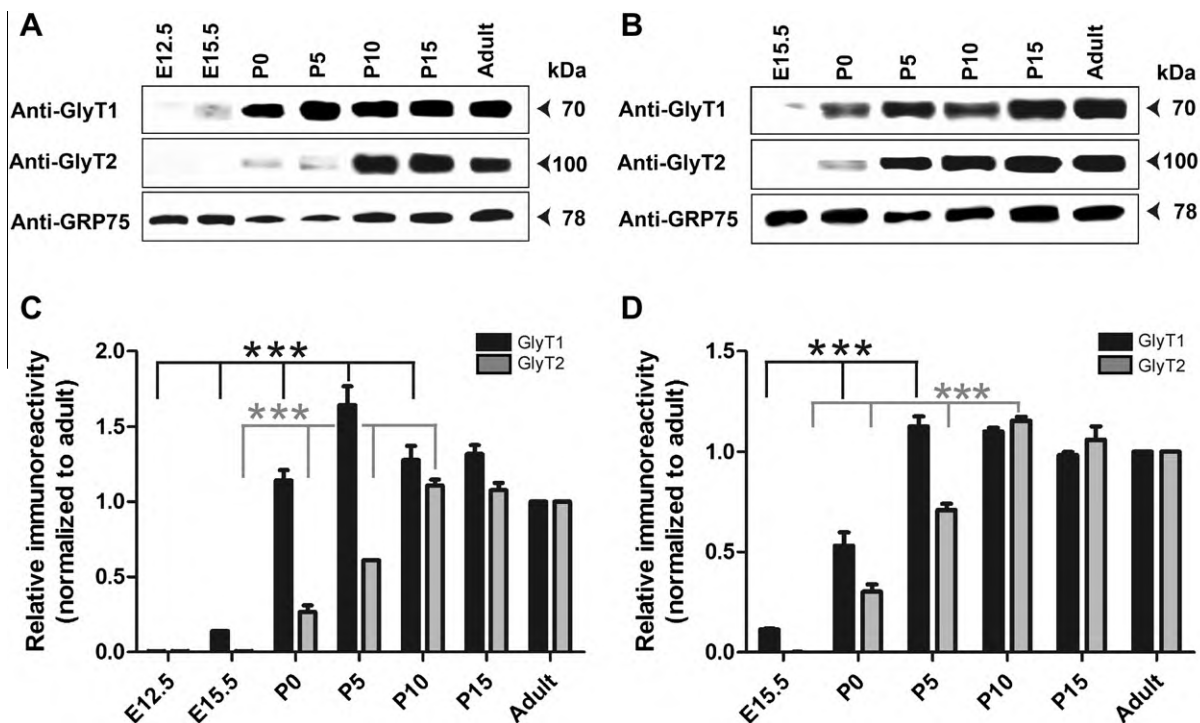 A
E12.5 E15.5 P0 P5 P10 P15 Adult kDa
Anti-GlyT1 70
Anti-GlyT2 100
Anti-GRP75 78
B
E15.5 P0 P5 P10 P15 Adult kDa
Anti-GlyT1 70
Anti-GlyT2 100
Anti-GRP75 78
C
Relative immunoreactivity
(normalized to adult)
2.0
1.5
1.0
0.5
0.0
***
***
GlyT1
GlyT2
E12.5 E15.5 P0 P5 P10 P15 Adult
D
Relative immunoreactivity
(normalized to adult)
1.5
1.0
0.5
0.0
***
***
GlyT1
GlyT2
E15.5 P0 P5 P10 P15 Adult